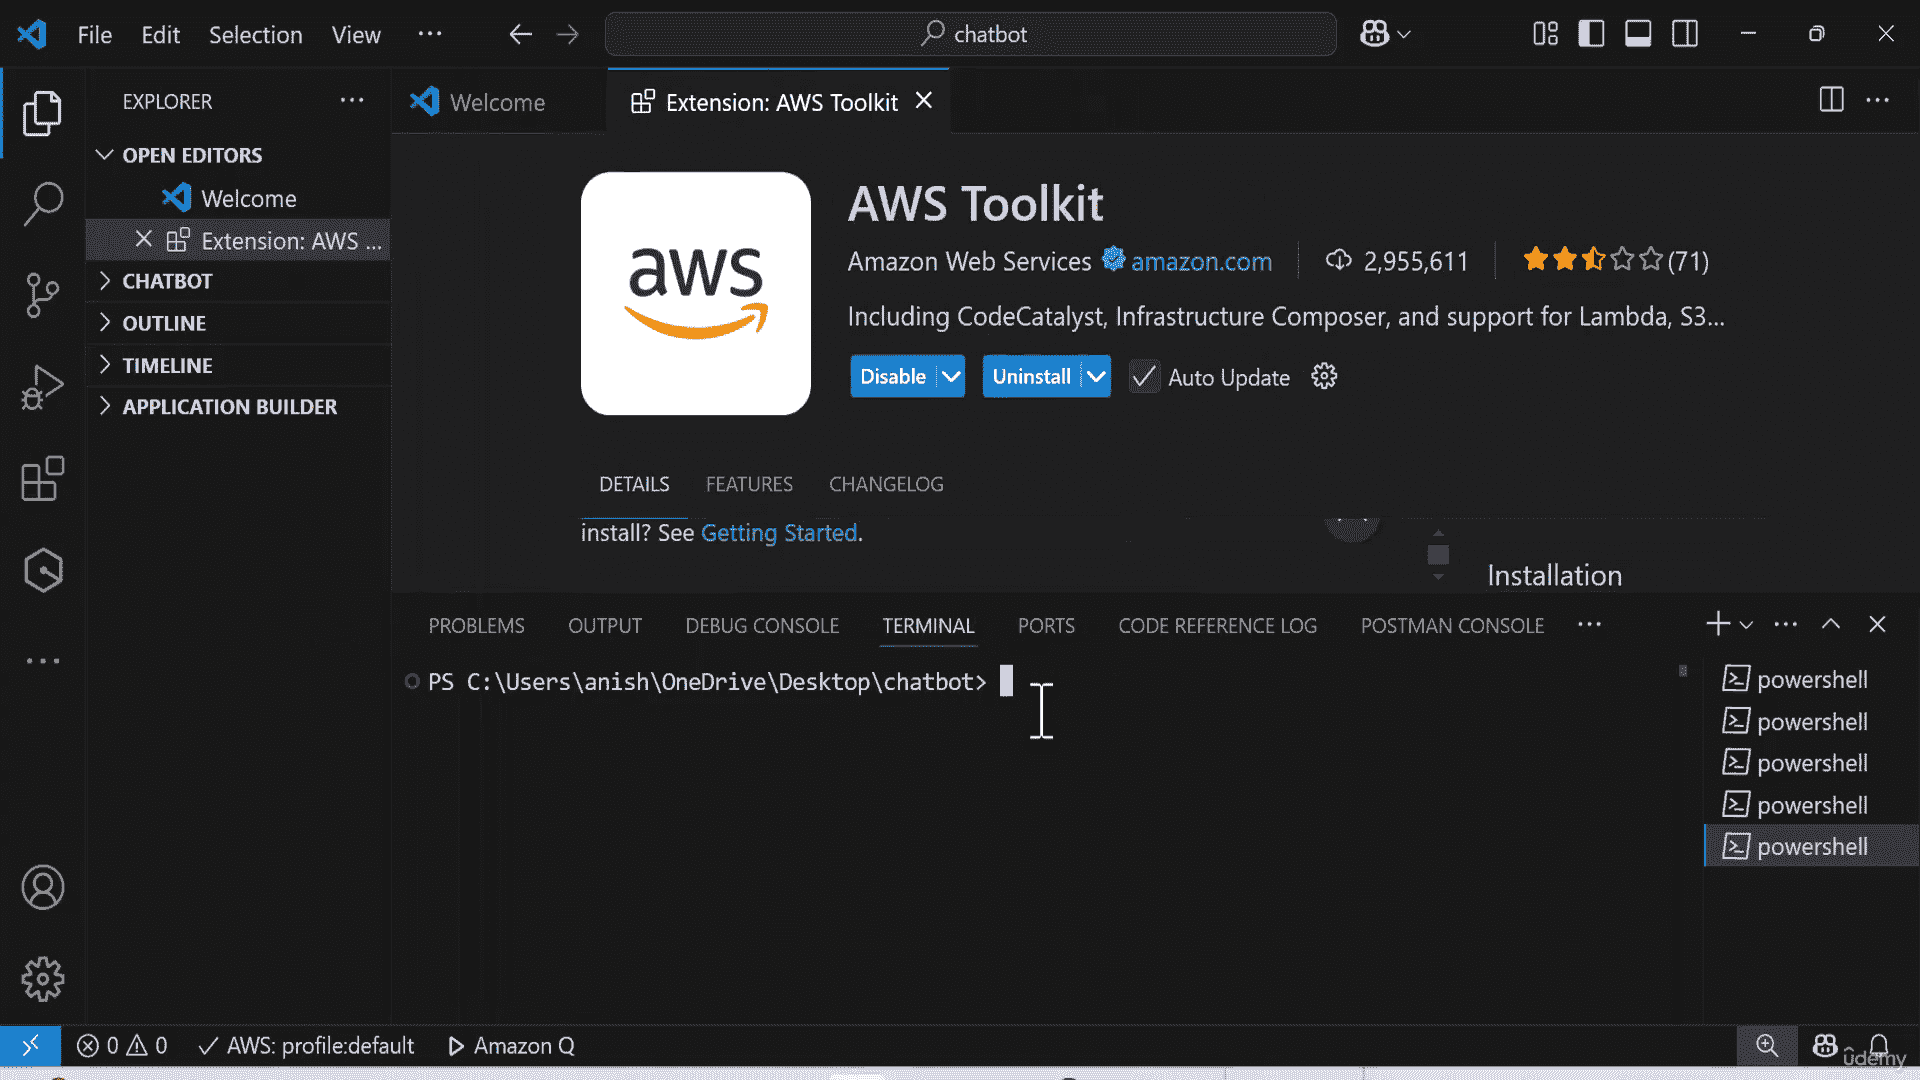 File Edit Selection View ··· chatbot
EXPLORER ···
Welcome
Extension: AWS Toolkit
OPEN EDITORS
Welcome
Extension: AWS ...
CHATBOT
OUTLINE
TIMELINE
APPLICATION BUILDER
aws
AWS Toolkit
Amazon Web Services amazon.com 2,955,611 (71)
Including CodeCatalyst, Infrastructure Composer, and support for Lambda, S3...
Disable Uninstall Auto Update
DETAILS FEATURES CHANGELOG
install? See Getting Started.
Installation
PROBLEMS OUTPUT DEBUG CONSOLE TERMINAL PORTS CODE REFERENCE LOG POSTMAN CONSOLE ···
PS C:\Users\anish\OneDrive\Desktop\chatbot>
powershell
powershell
powershell
powershell
powershell
0 0 AWS: profile:default Amazon Q
udemy